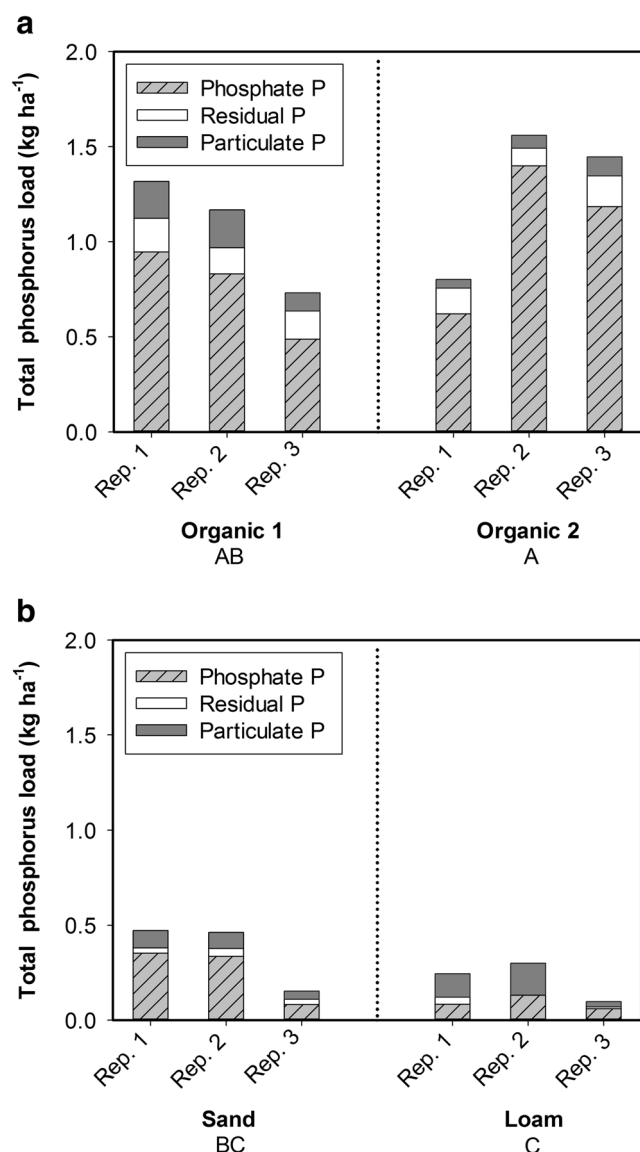 a
Total phosphorus load (kg ha⁻¹)
2.0
1.5
1.0
0.5
0.0
Phosphate P
Residual P
Particulate P
Rep. 1
Rep. 2
Rep. 3
Rep. 1
Rep. 2
Rep. 3
Organic 1
AB
Organic 2
A
b
Total phosphorus load (kg ha⁻¹)
2.0
1.5
1.0
0.5
0.0
Phosphate P
Residual P
Particulate P
Rep. 1
Rep. 2
Rep. 3
Rep. 1
Rep. 2
Rep. 3
Sand
BC
Loam
C